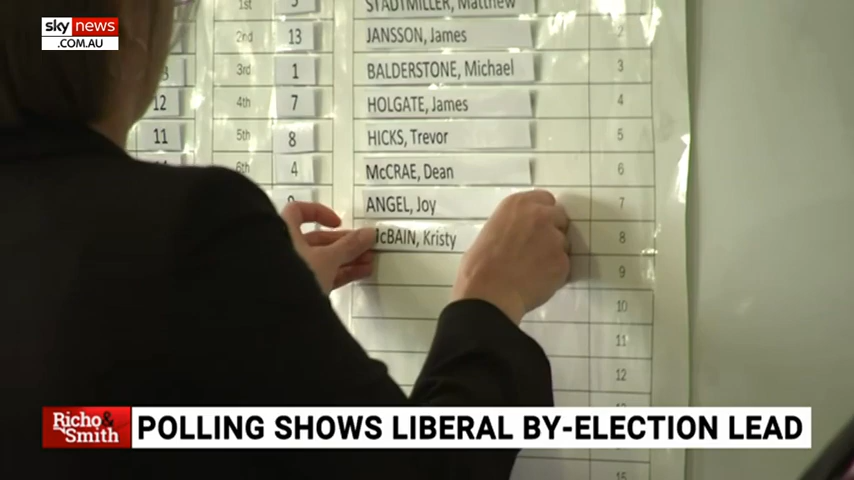 sky news
.COM.AU
1st 3 STADTMILLER, Matthew
2nd 13 JANSSON, James 2
3rd 1 BALDERSTONE, Michael 3
12 4th 7 HOLGATE, James 4
11 5th 8 HICKS, Trevor 5
6th 4 McCRAE, Dean 6
ANGEL, Joy 7
McBAIN, Kristy 8
9
10
11
12
15
Richo & Smith
POLLING SHOWS LIBERAL BY-ELECTION LEAD